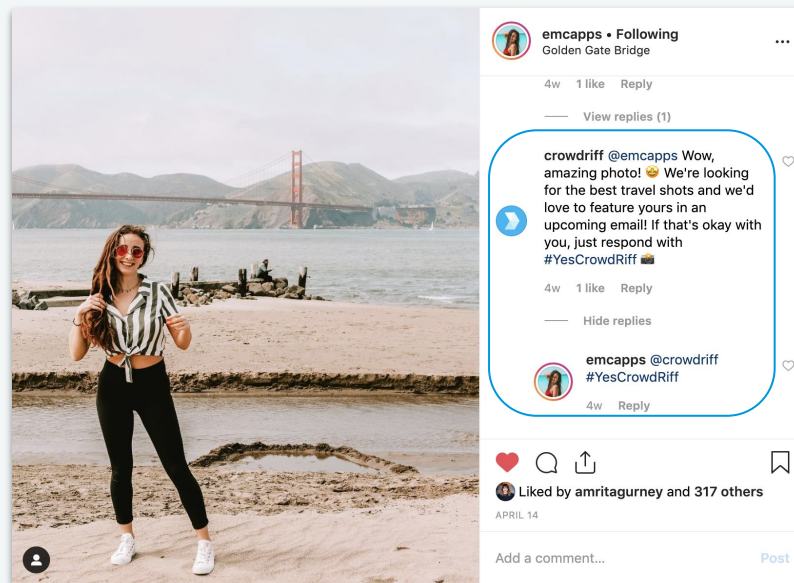 emcapps • Following
Golden Gate Bridge
4w 1 like Reply
View replies (1)
crowdriff @emcapps Wow,
amazing photo! 🤩 We're looking
for the best travel shots and we'd
love to feature yours in an
upcoming email! If that's okay with
you, just respond with
#YesCrowdRiff 📸
4w 1 like Reply
Hide replies
emcapps @crowdriff
#YesCrowdRiff
4w Reply
Liked by amritagurney and 317 others
APRIL 14
Add a comment... Post